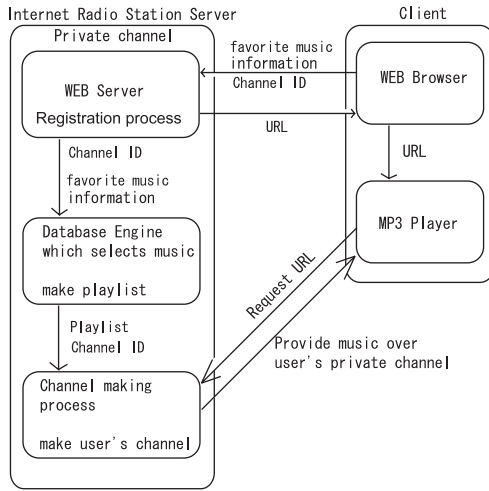 Internet Radio Station Server
Client
Private channel
favorite music
information
Channel ID
WEB Server
Registration process
WEB Browser
URL
Channel ID
URL
favorite music
information
Database Engine
which selects music
make playlist
MP3 Player
Request URL
Playlist
Channel ID
Provide music over
user's private channel
Channel making
process
make user's channel